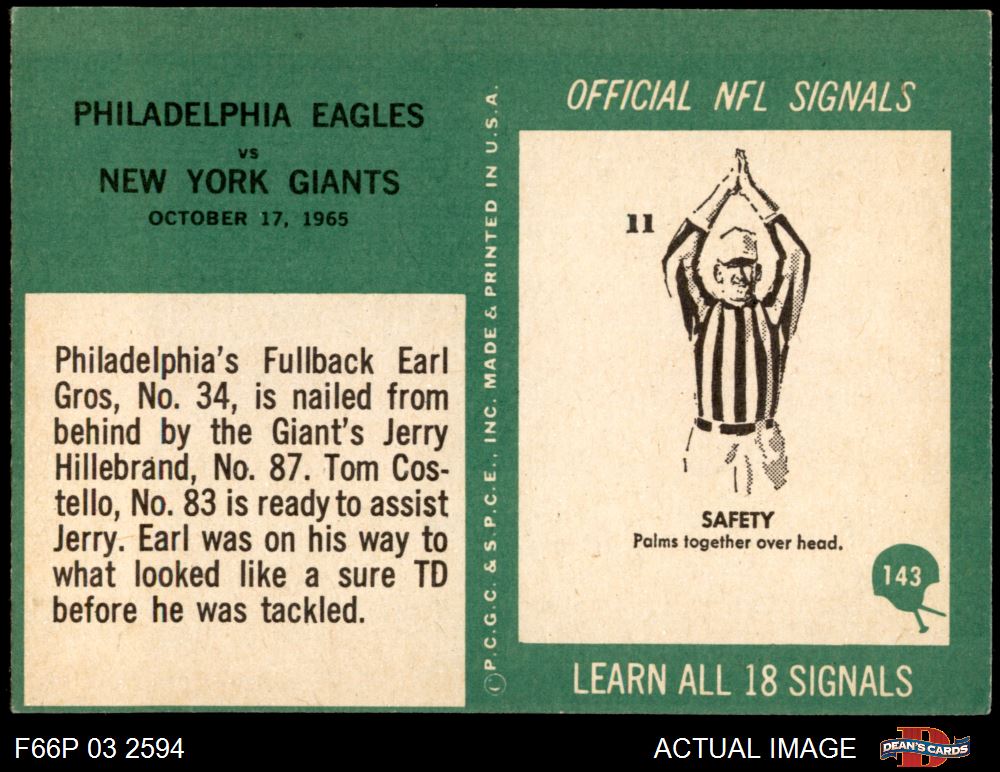 PHILADELPHIA EAGLES
vs
NEW YORK GIANTS
OCTOBER 17, 1965
Philadelphia's Fullback Earl
Gros, No. 34, is nailed from
behind by the Giant's Jerry
Hillebrand, No. 87. Tom Cos-
tello, No. 83 is ready to assist
Jerry. Earl was on his way to
what looked like a sure TD
before he was tackled.
© P.C.G.C. & S.P.C.E., INC. MADE & PRINTED IN U.S.A.
OFFICIAL NFL SIGNALS
11
SAFETY
Palms together over head.
143
LEARN ALL 18 SIGNALS
F66P 03 2594
ACTUAL IMAGE
D
DEAN'S CARDS